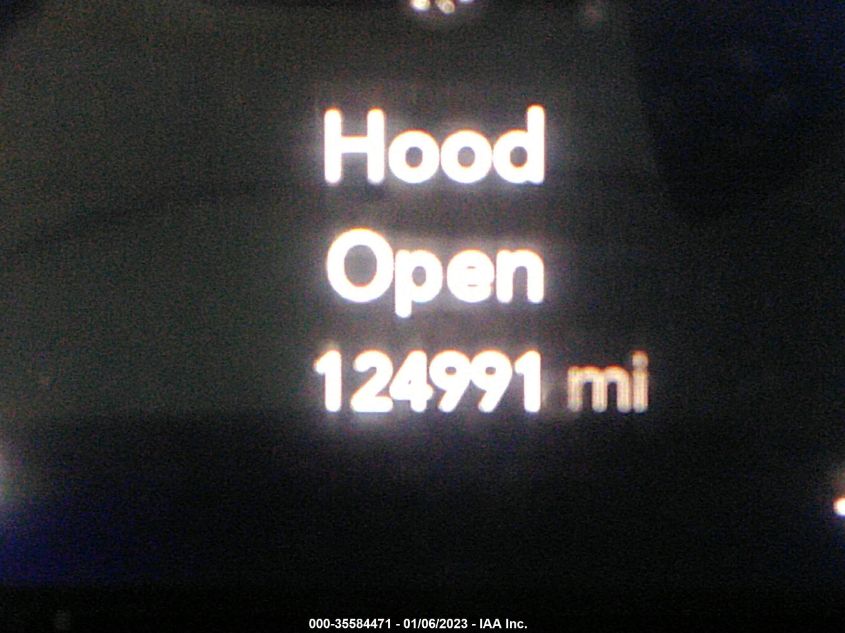 Hood
Open
124991 mi
000-35584471 - 01/06/2023 - IAA Inc.